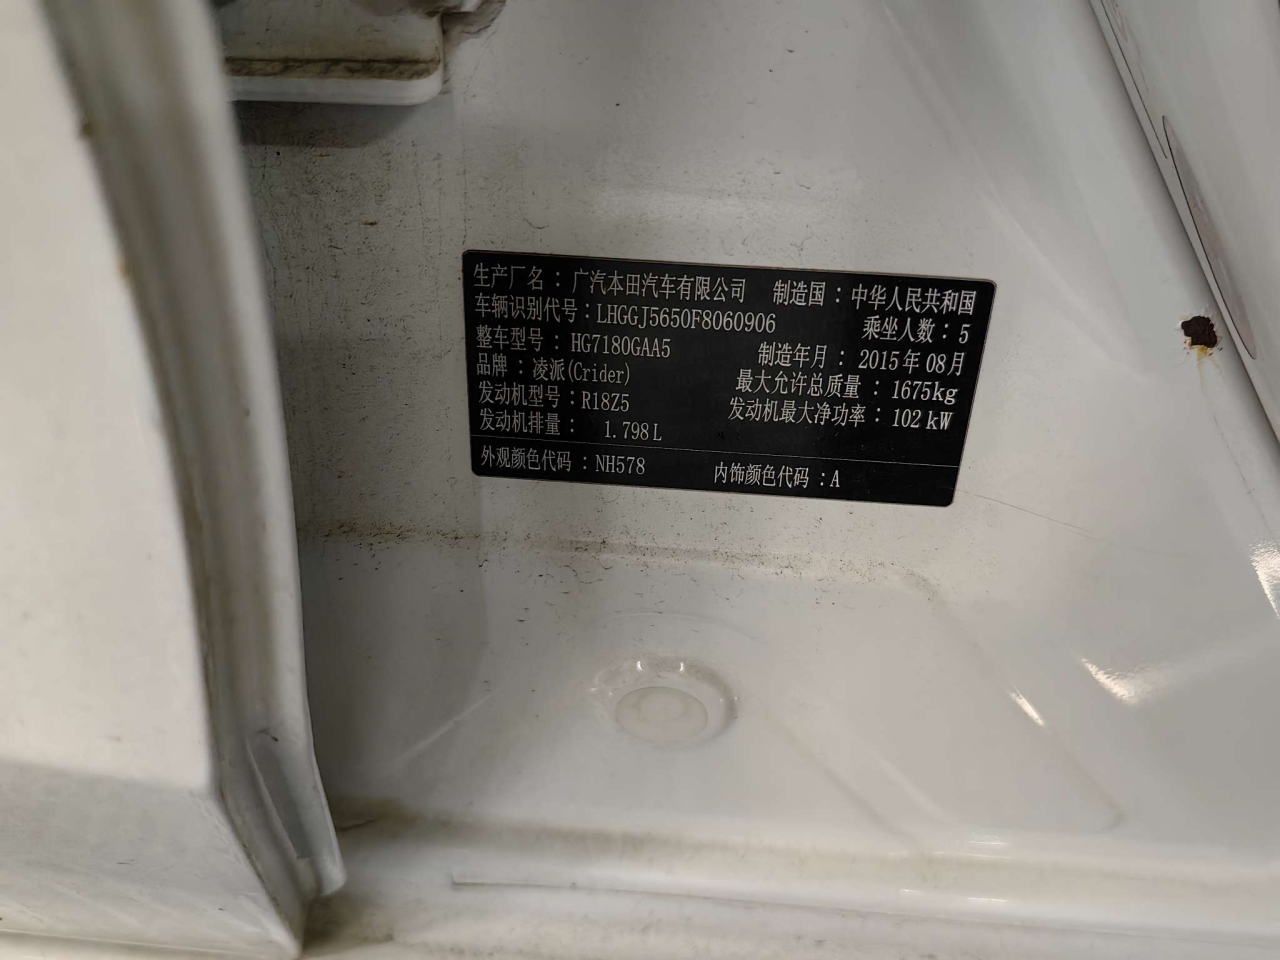 生产厂名：广汽本田汽车有限公司 制造国：中华人民共和国
车辆识别代号：LHGGJ5650F8060906 乘坐人数：5
整车型号：HG7180GAA5 制造年月：2015年08月
品牌：凌派(Crider) 最大允许总质量：1675kg
发动机型号：R18Z5 发动机最大净功率：102kW
发动机排量：1.798L
外观颜色代码：NH578 内饰颜色代码：A